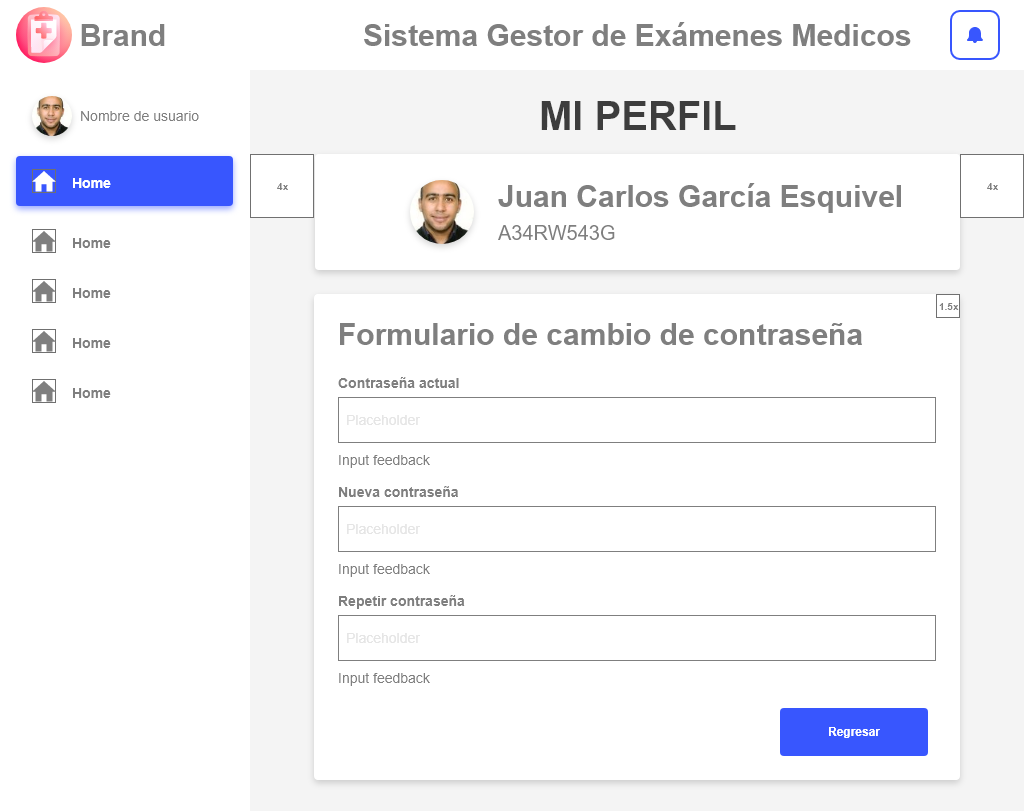 Brand
Sistema Gestor de Exámenes Medicos
Nombre de usuario
Home
Home
Home
Home
Home
MI PERFIL
4x
4x
Juan Carlos García Esquivel
A34RW543G
1.5x
Formulario de cambio de contraseña
Contraseña actual
Placeholder
Input feedback
Nueva contraseña
Placeholder
Input feedback
Repetir contraseña
Placeholder
Input feedback
Regresar